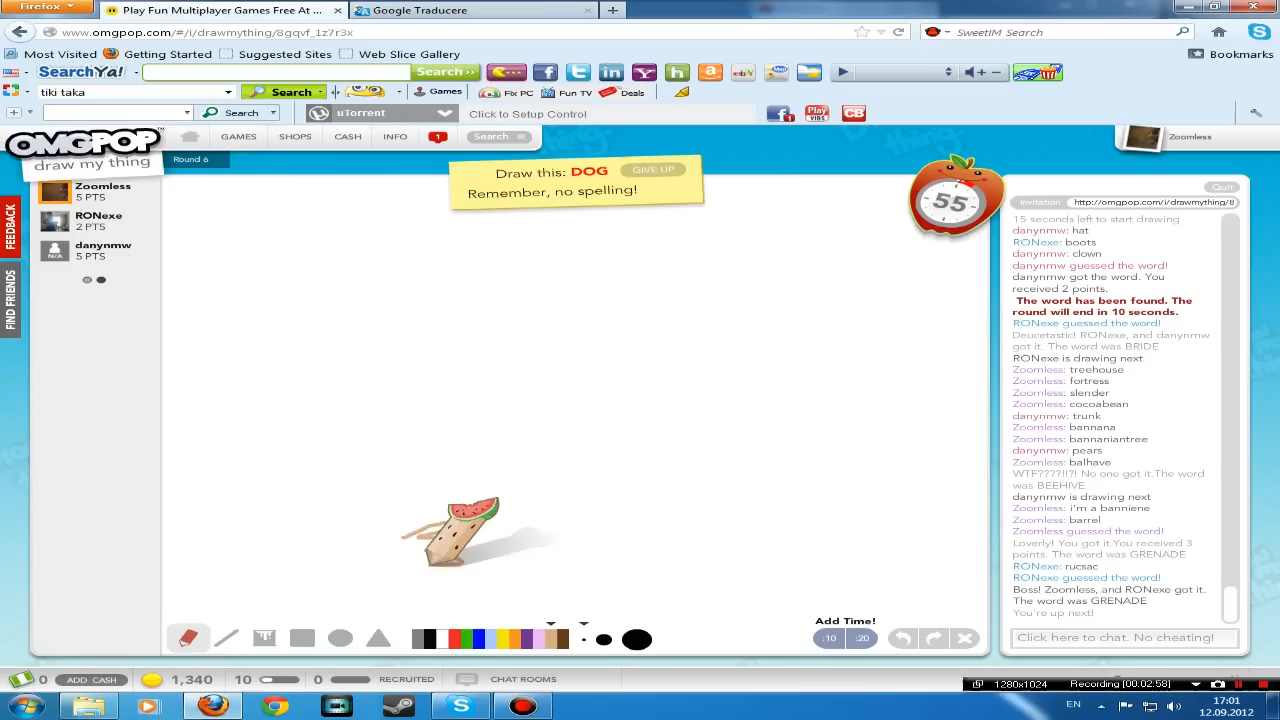 Firefox
Play Fun Multiplayer Games Free At ...
Google Traducere
www.omgpop.com/#/i/drawmything/8gqvf_1z7r3x
SweetIM Search
Most Visited
Getting Started
Suggested Sites
Web Slice Gallery
Bookmarks
SearchYa!
Search >>
tiki taka
Search
Games
Fix PC
Fun TV
Deals
Search
uTorrent
Click to Setup Control
OMGPOP
GAMES
SHOPS
CASH
INFO
1
Search
Zoomless
draw my thing
Round 6
Draw this: DOG
GIVE UP
Remember, no spelling!
55
FEEDBACK
FIND FRIENDS
Zoomless
5 PTS
RONexe
2 PTS
N/A
danynmw
5 PTS
Quit
Invitation
http://omgpop.com/i/drawmything/8
15 seconds left to start drawing
danynmw: hat
RONexe: boots
danynmw: clown
danynmw guessed the word!
danynmw got the word. You
received 2 points.
The word has been found. The
round will end in 10 seconds.
RONexe guessed the word!
Deucetastic! RONexe, and danynmw
got it. The word was BRIDE
RONexe is drawing next
Zoomless: treehouse
Zoomless: fortress
Zoomless: slender
Zoomless: cocoabean
danynmw: trunk
Zoomless: bannana
Zoomless: bannaniantree
danynmw: pears
Zoomless: balhave
WTF????!!?! No one got it.The word
was BEEHIVE
danynmw is drawing next
Zoomless: i'm a banniene
Zoomless: barrel
Zoomless guessed the word!
Loverly! You got it.You received 3
points. The word was GRENADE
RONexe: rucsac
RONexe guessed the word!
Boss! Zoomless, and RONexe got it.
The word was GRENADE
You're up next!
Click here to chat. No cheating!
Add Time!
:10
:20
0
ADD CASH
1,340
10
0
RECRUITED
CHAT ROOM
1280x1024
Recording [00:02:58]
EN
17:01
12.09.2012